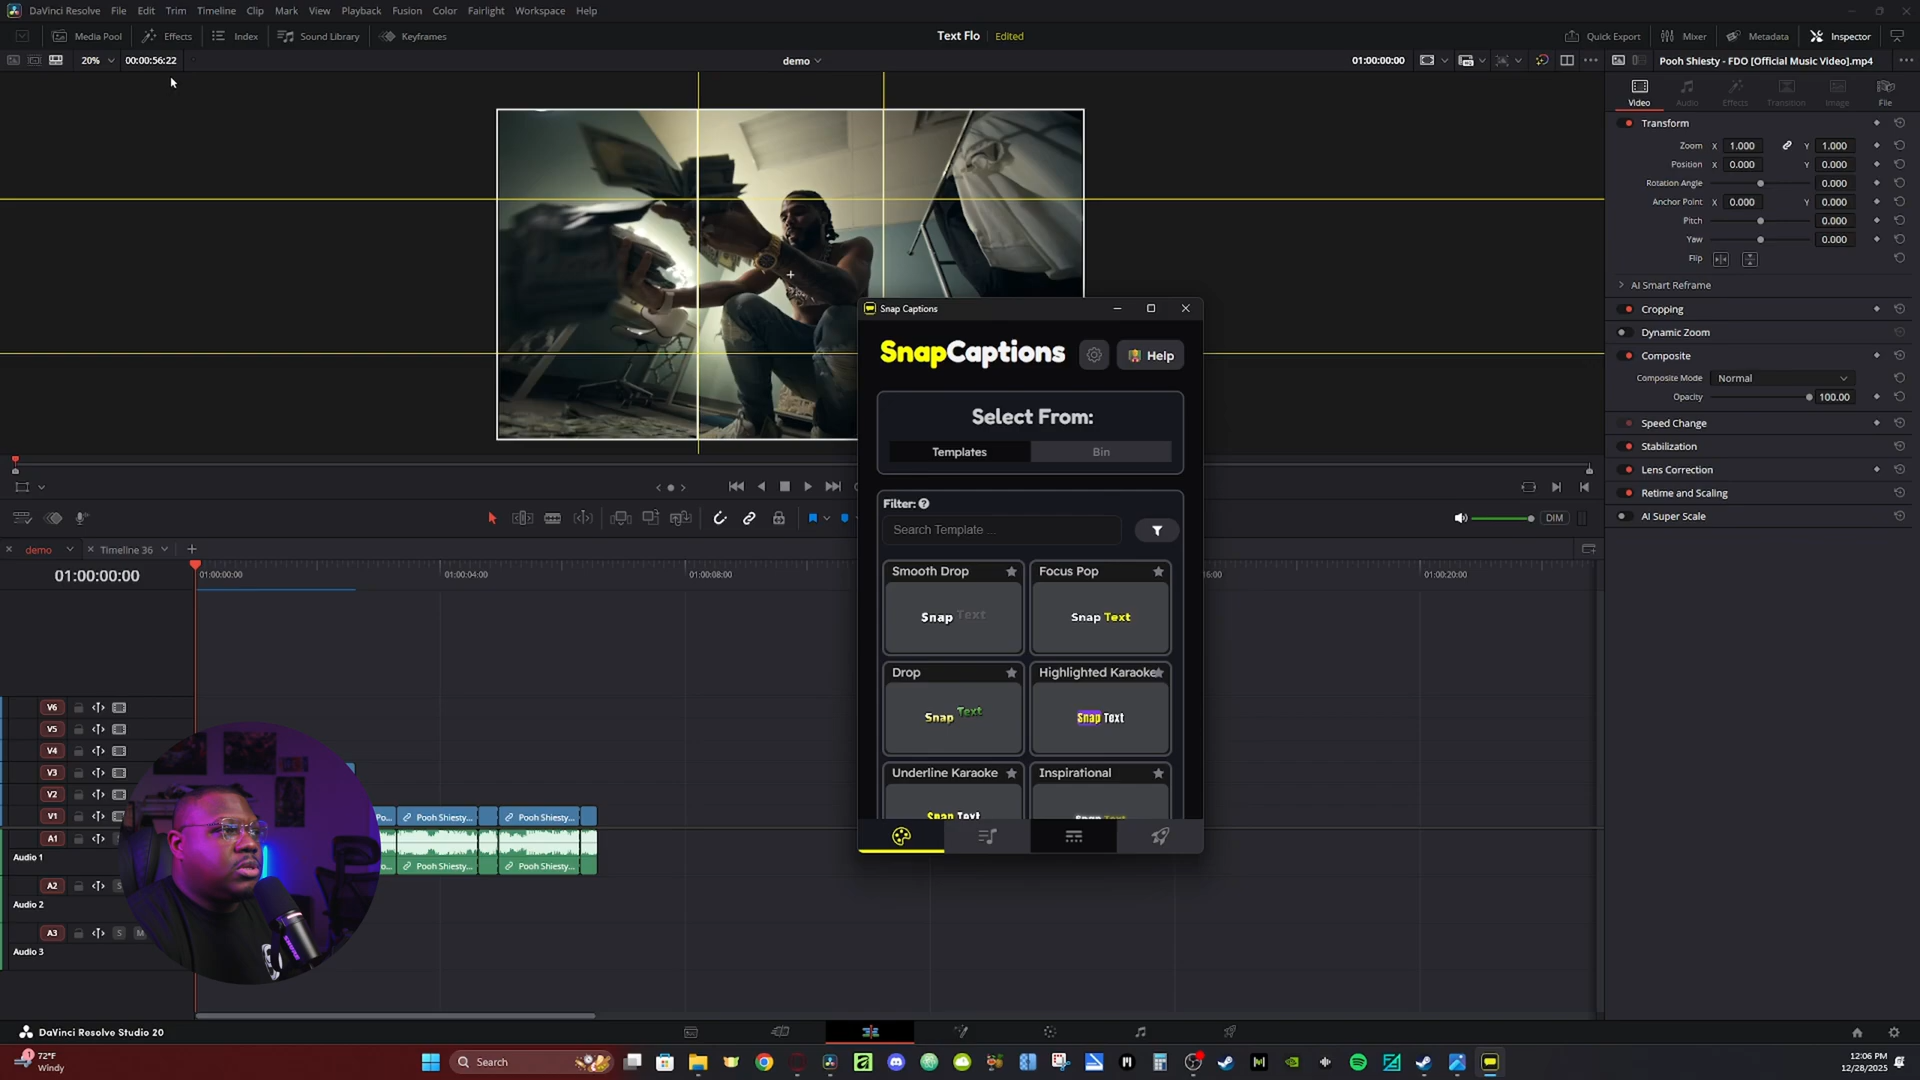 DaVinci Resolve File Edit Trim Timeline Clip Mark View Playback Fusion Color Fairlight Workspace Help
Media Pool Effects Index Sound Library Keyframes Text Flo Edited Quick Export Mixer Metadata Inspector
20% 00:00:56:22 demo 01:00:00:00 Pooh Shiesty - FDO [Official Music Video].mp4
Video Audio Effects Transition Image File
Transform
Zoom X 1.000 Y 1.000
Position X 0.000 Y 0.000
Rotation Angle 0.000
Anchor Point X 0.000 Y 0.000
Pitch 0.000
Yaw 0.000
Flip
AI Smart Reframe
Cropping
Dynamic Zoom
Composite
Composite Mode Normal
Opacity 100.00
Speed Change
Stabilization
Lens Correction
Retime and Scaling
AI Super Scale
Snap Captions
SnapCaptions Help
Select From:
Templates Bin
Filter: ?
Search Template ...
Smooth Drop Focus Pop
Snap Text Snap Text
Drop Highlighted Karaoke
Snap Text Snap Text
Underline Karaoke Inspirational
Snap Text Snap Text
DIM
demo Timeline 36
01:00:00:00 01:00:00:00 01:00:04:00 01:00:08:00 16:00 01:00:20:00
V6
V5
V4
V3
V2
V1 Po... Pooh Shiesty... Pooh Shiesty...
A1
Audio 1 Pooh Shiesty... Pooh Shiesty...
A2 S
Audio 2
A3 S M
Audio 3
DaVinci Resolve Studio 20
1 72°F
Windy
Search
12:06 PM
12/28/2025